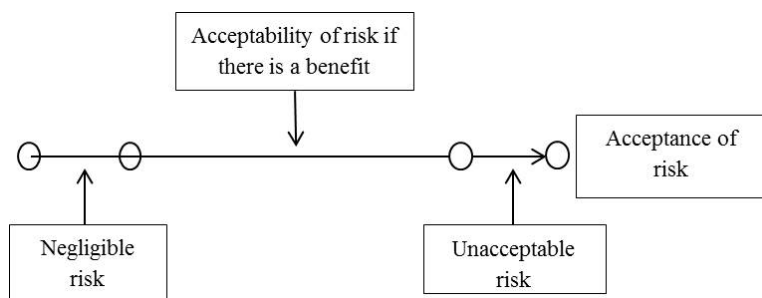 Acceptability of risk if
there is a benefit
Acceptance of
risk
Negligible
risk
Unacceptable
risk